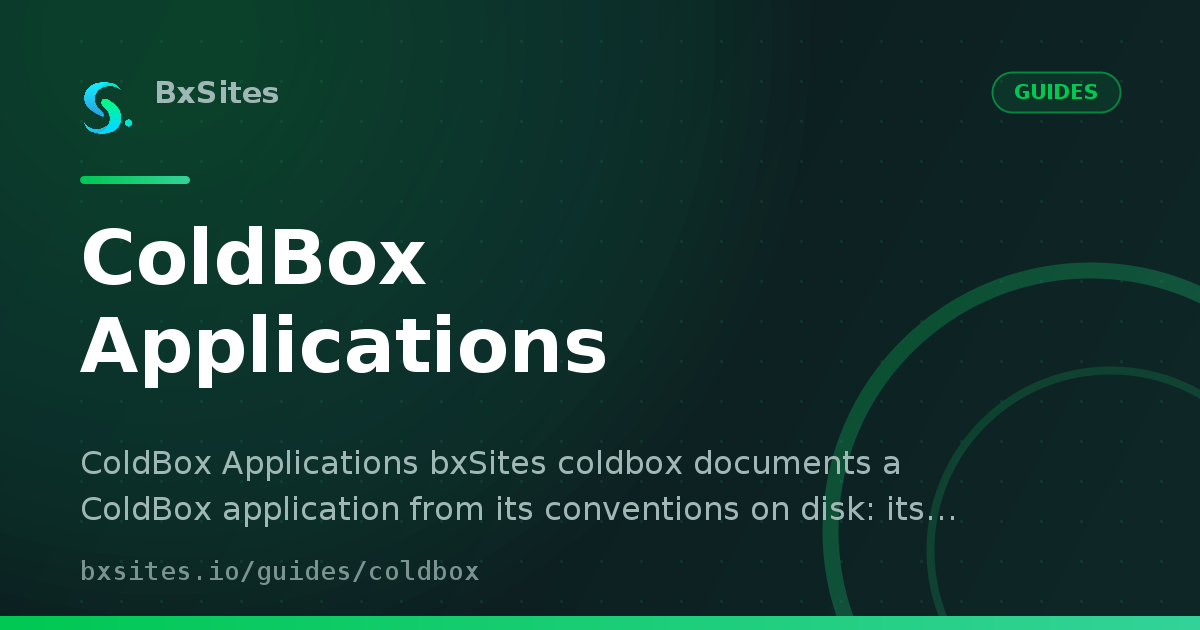 BxSites
GUIDES
ColdBox
Applications
ColdBox Applications bxSites coldbox documents a
ColdBox application from its conventions on disk: its...
bxsites.io/guides/coldbox